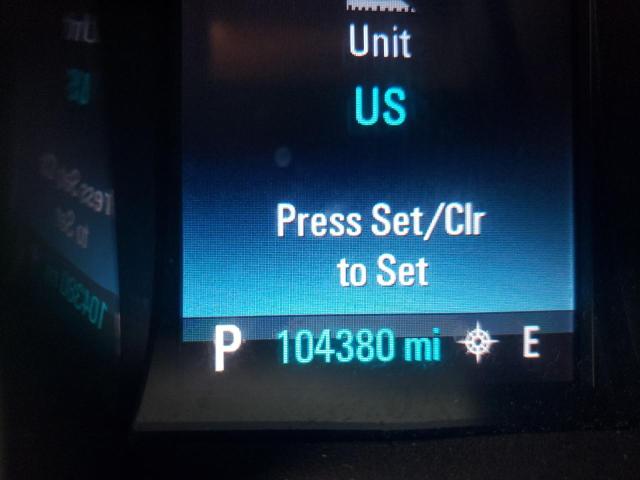 Unit
US
Press Set/Clr
to Set
P 104380 mi E